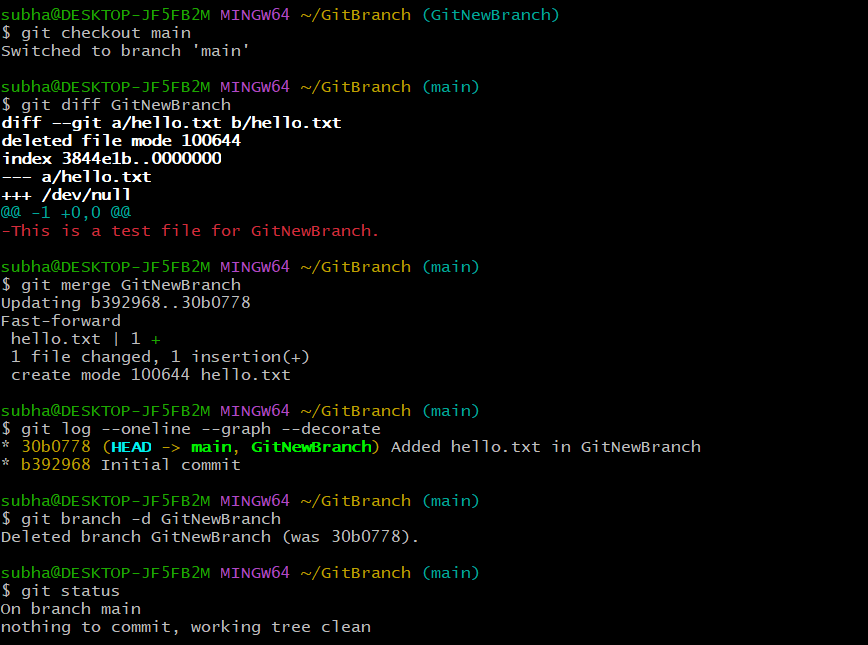 subha@DESKTOP-JF5FB2M MINGW64 ~/GitBranch (GitNewBranch)
$ git checkout main
Switched to branch 'main'
subha@DESKTOP-JF5FB2M MINGW64 ~/GitBranch (main)
$ git diff GitNewBranch
diff --git a/hello.txt b/hello.txt
deleted file mode 100644
index 3844e1b..0000000
--- a/hello.txt
+++ /dev/null
@@ -1 +0,0 @@
-This is a test file for GitNewBranch.
subha@DESKTOP-JF5FB2M MINGW64 ~/GitBranch (main)
$ git merge GitNewBranch
Updating b392968..30b0778
Fast-forward
 hello.txt | 1 +
 1 file changed, 1 insertion(+)
 create mode 100644 hello.txt
subha@DESKTOP-JF5FB2M MINGW64 ~/GitBranch (main)
$ git log --oneline --graph --decorate
* 30b0778 (HEAD -> main, GitNewBranch) Added hello.txt in GitNewBranch
* b392968 Initial commit
subha@DESKTOP-JF5FB2M MINGW64 ~/GitBranch (main)
$ git branch -d GitNewBranch
Deleted branch GitNewBranch (was 30b0778).
subha@DESKTOP-JF5FB2M MINGW64 ~/GitBranch (main)
$ git status
On branch main
nothing to commit, working tree clean